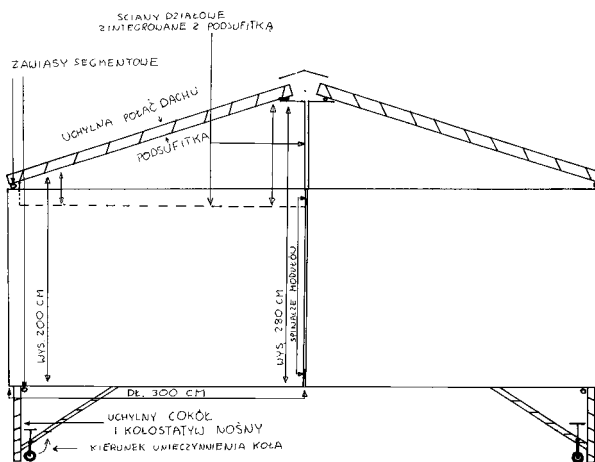 ŚCIANY DZIAŁOWE
ZINTEGROWANE Z PODSUFITKĄ
ZAWIASY SEGMENTOWE
UCHYLNA POŁAĆ DACHU
PODSUFITKA
WYS. 200 CM
WYS. 280 CM
SPINACZE MODUŁÓW
DŁ. 300 CM
UCHYLNY COKÓŁ
I KOŁOSTATYW NOŚNY
KIERUNEK UNIECZYNNIENIA KOŁA